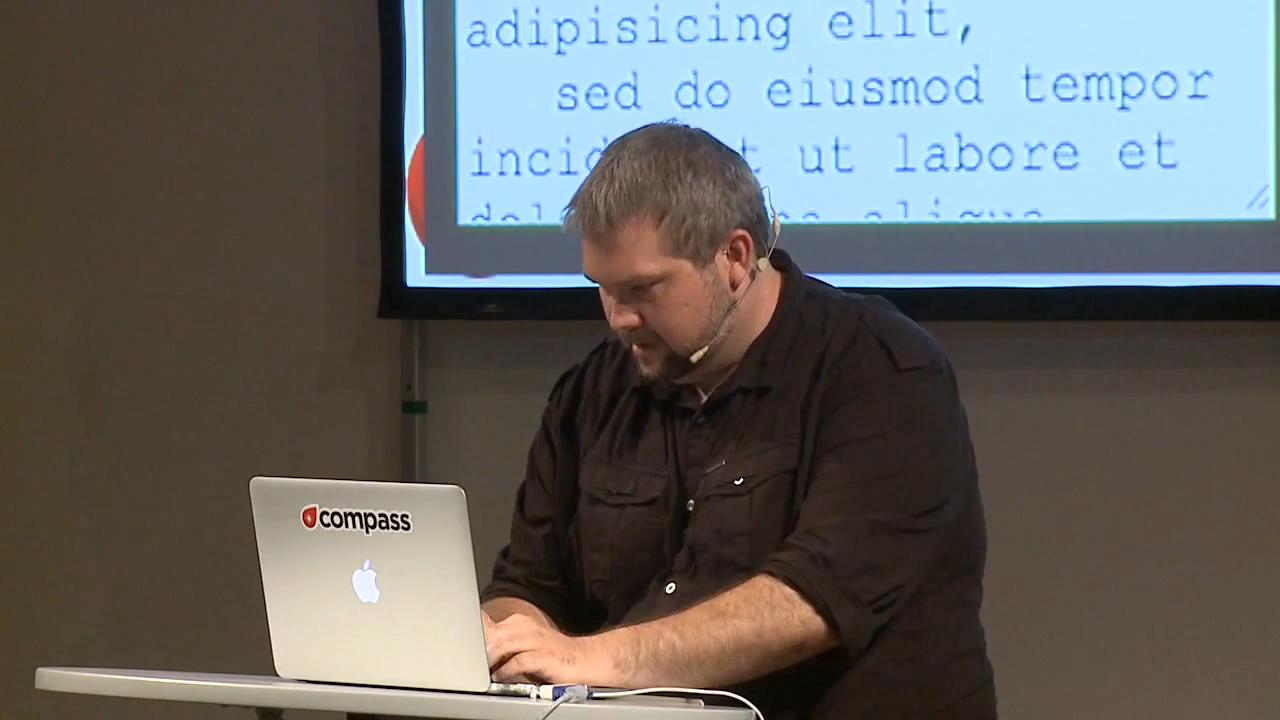 adipisicing elit,
sed do eiusmod tempor
ut labore et
compass